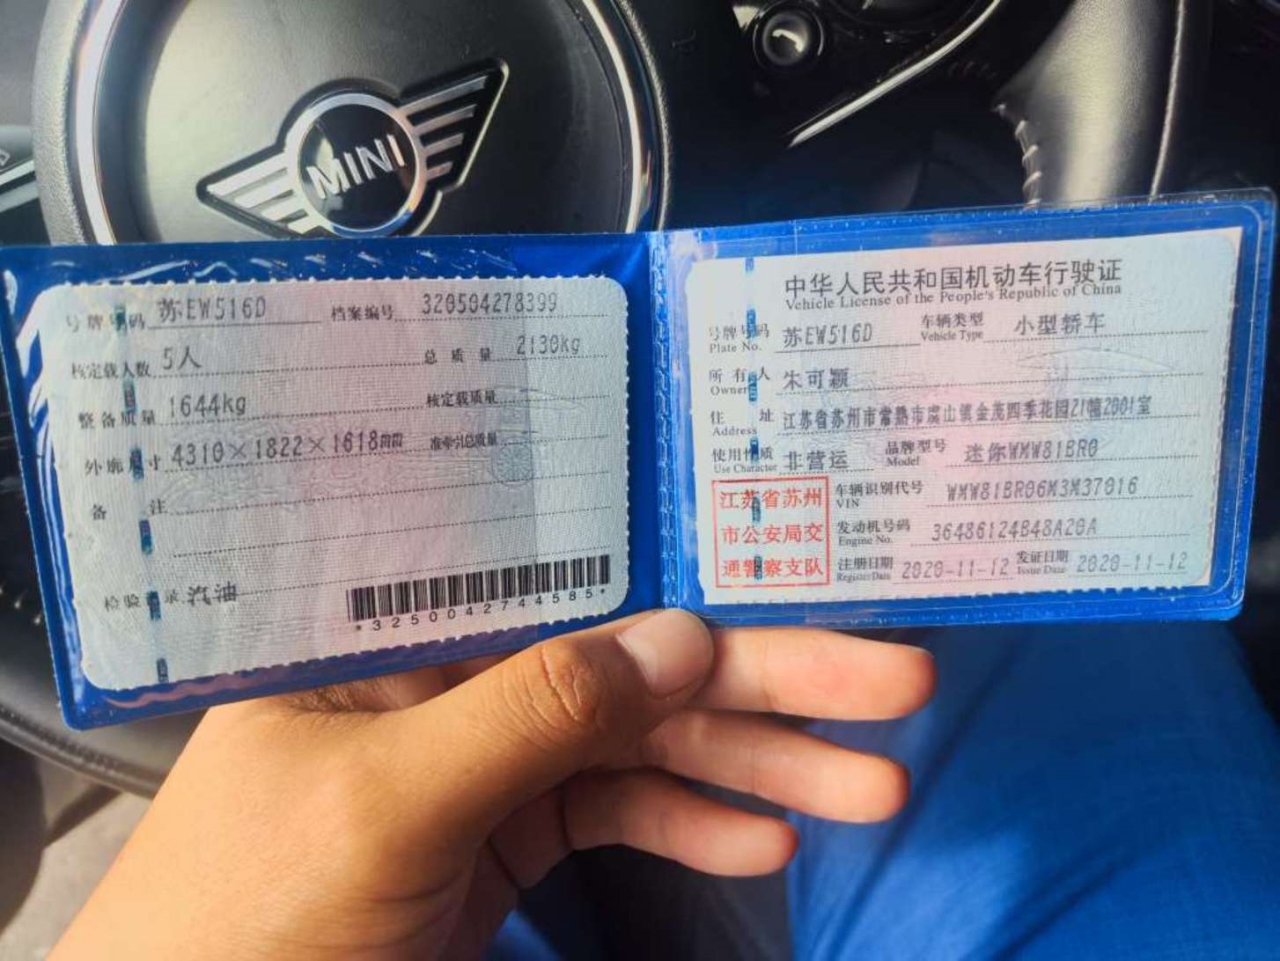 MINI
号牌号码 苏EW516D 档案编号 320504278399
核定载人数 5人 总质量 2130kg
整备质量 1644kg 核定载质量
外廓尺寸 4310×1822×1618mm 准牵引总质量
备注
检验记录 汽油
*3250042744585*
中华人民共和国机动车行驶证
Vehicle License of the People's Republic of China
号牌号码 苏EW516D 车辆类型 小型轿车
Plate No. Vehicle Type
所有人 朱可颖
Owner
住址 江苏省苏州市常熟市虞山镇金茂四季花园21幢2001室
Address
使用性质 非营运 品牌型号 迷你WMW81BR0
Use Character Model
江苏省苏州
市公安局交
通警察支队
车辆识别代号 WMW81BR06M3M37016
VIN
发动机号码 36486124B48A20A
Engine No.
注册日期 2020-11-12 发证日期 2020-11-12
Register Date Issue Date